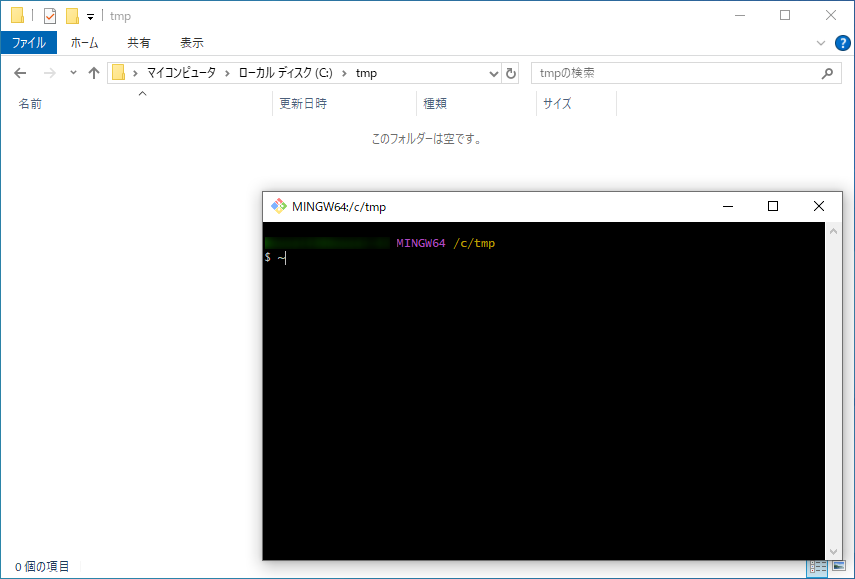 tmp
ファイル ホーム 共有 表示
マイコンピュータ ローカル ディスク (C:) tmp tmpの検索
名前 更新日時 種類 サイズ
このフォルダーは空です。
MINGW64:/c/tmp
MINGW64 /c/tmp
$ ~
0 個の項目